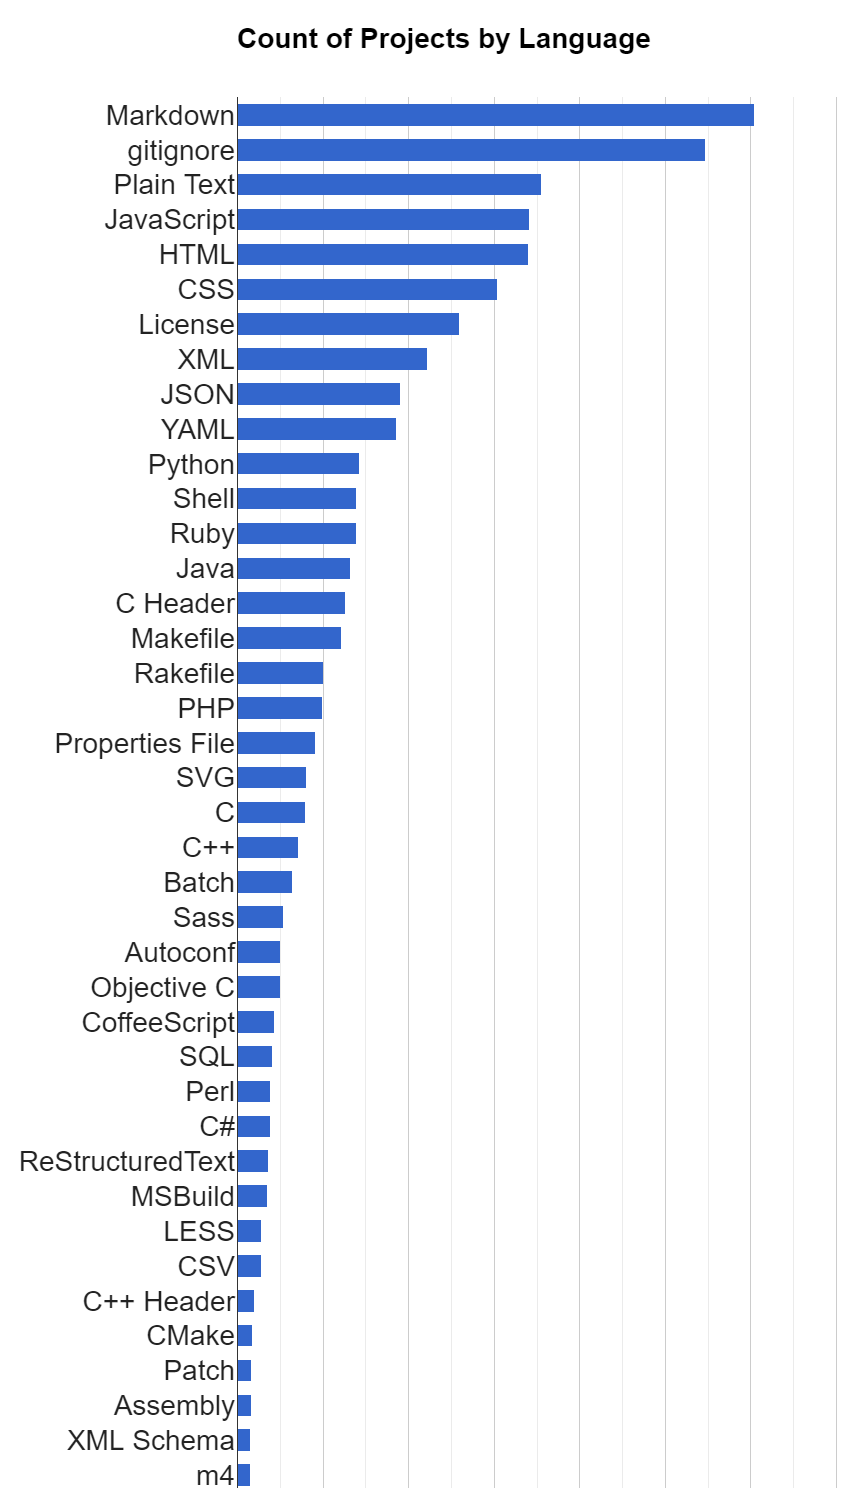 Count of Projects by Language
Markdown
gitignore
Plain Text
JavaScript
HTML
CSS
License
XML
JSON
YAML
Python
Shell
Ruby
Java
C Header
Makefile
Rakefile
PHP
Properties File
SVG
C
C++
Batch
Sass
Autoconf
Objective C
CoffeeScript
SQL
Perl
C#
ReStructuredText
MSBuild
LESS
CSV
C++ Header
CMake
Patch
Assembly
XML Schema
m4